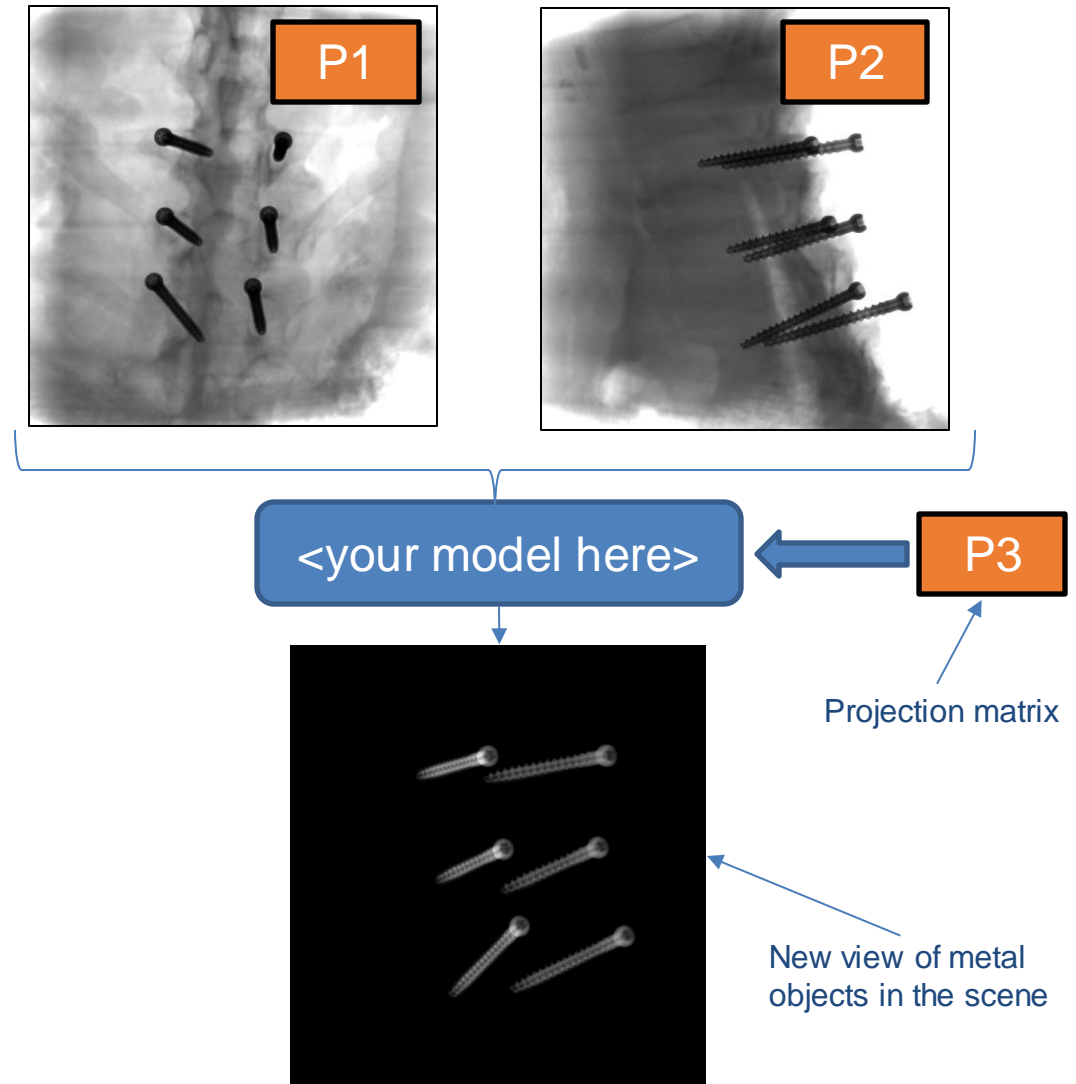 P1
P2
<your model here>
P3
Projection matrix
New view of metal
objects in the scene